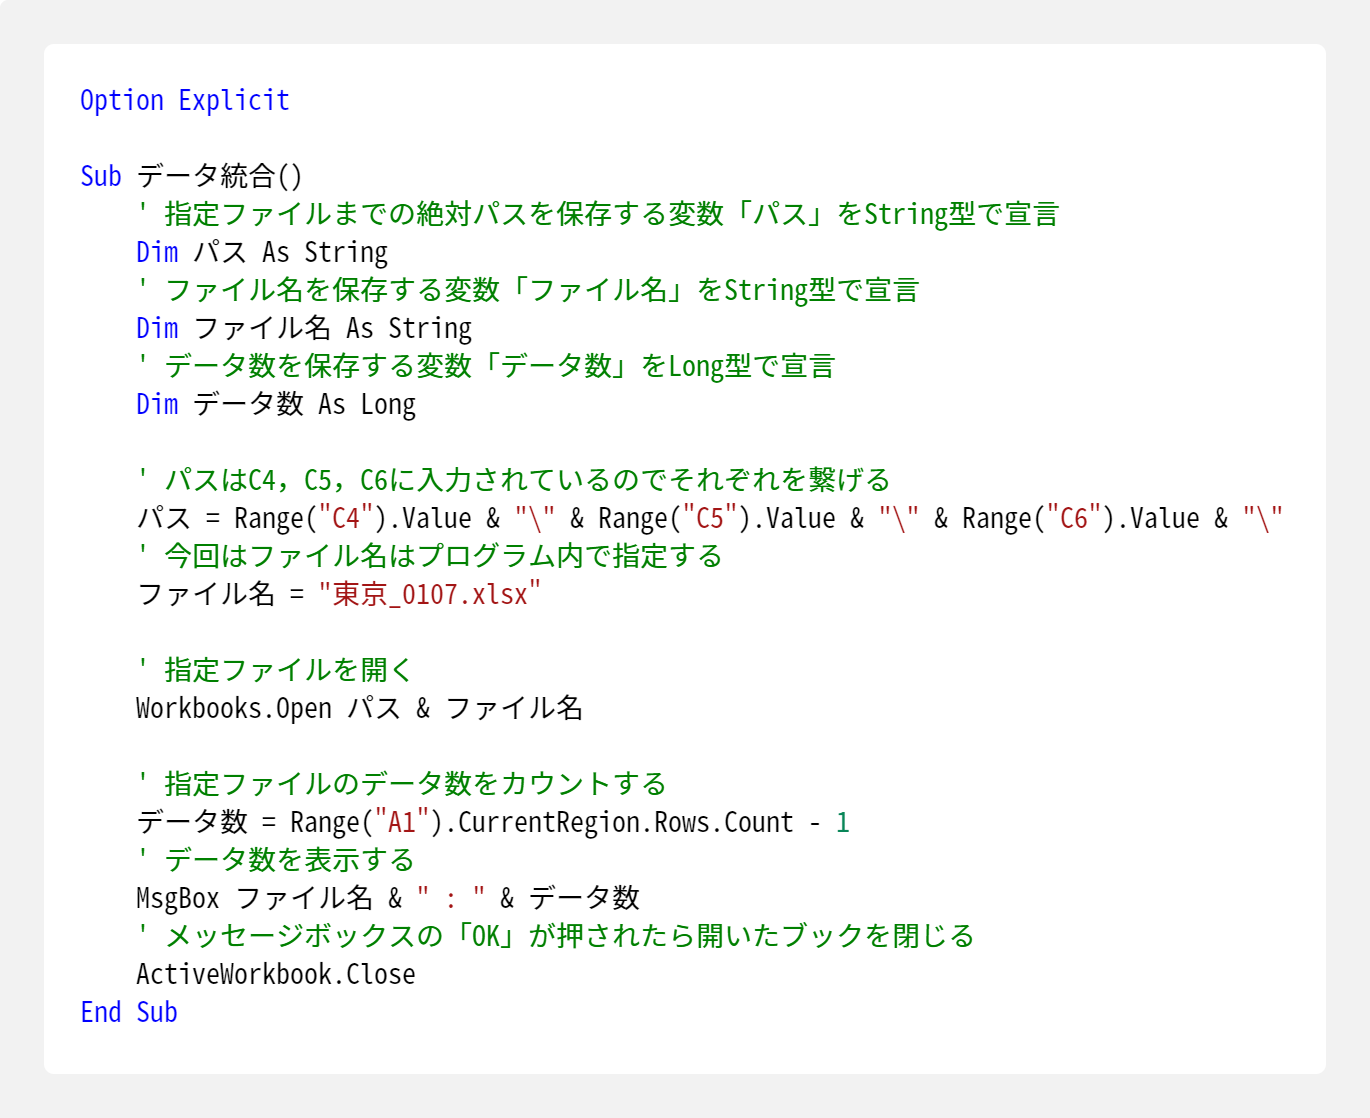 Option Explicit

Sub データ統合()
    ' 指定ファイルまでの絶対パスを保存する変数「パス」をString型で宣言
    Dim パス As String
    ' ファイル名を保存する変数「ファイル名」をString型で宣言
    Dim ファイル名 As String
    ' データ数を保存する変数「データ数」をLong型で宣言
    Dim データ数 As Long

    ' パスはC4，C5，C6に入力されているのでそれぞれを繋げる
    パス = Range("C4").Value & "\" & Range("C5").Value & "\" & Range("C6").Value & "\"
    ' 今回はファイル名はプログラム内で指定する
    ファイル名 = "東京_0107.xlsx"

    ' 指定ファイルを開く
    Workbooks.Open パス & ファイル名

    ' 指定ファイルのデータ数をカウントする
    データ数 = Range("A1").CurrentRegion.Rows.Count - 1
    ' データ数を表示する
    MsgBox ファイル名 & " : " & データ数
    ' メッセージボックスの「OK」が押されたら開いたブックを閉じる
    ActiveWorkbook.Close
End Sub